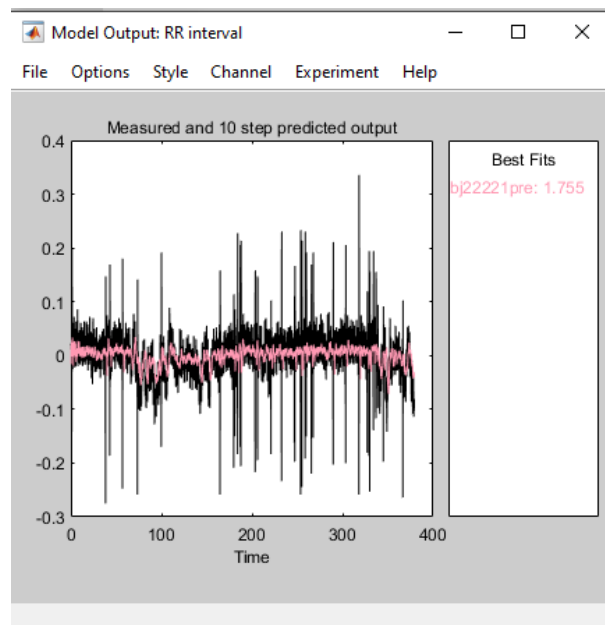 Model Output: RR interval
File Options Style Channel Experiment Help
Measured and 10 step predicted output
0.4
0.3
0.2
0.1
0
-0.1
-0.2
-0.3
0 100 200 300 400
Time
Best Fits
bj22221pre: 1.755